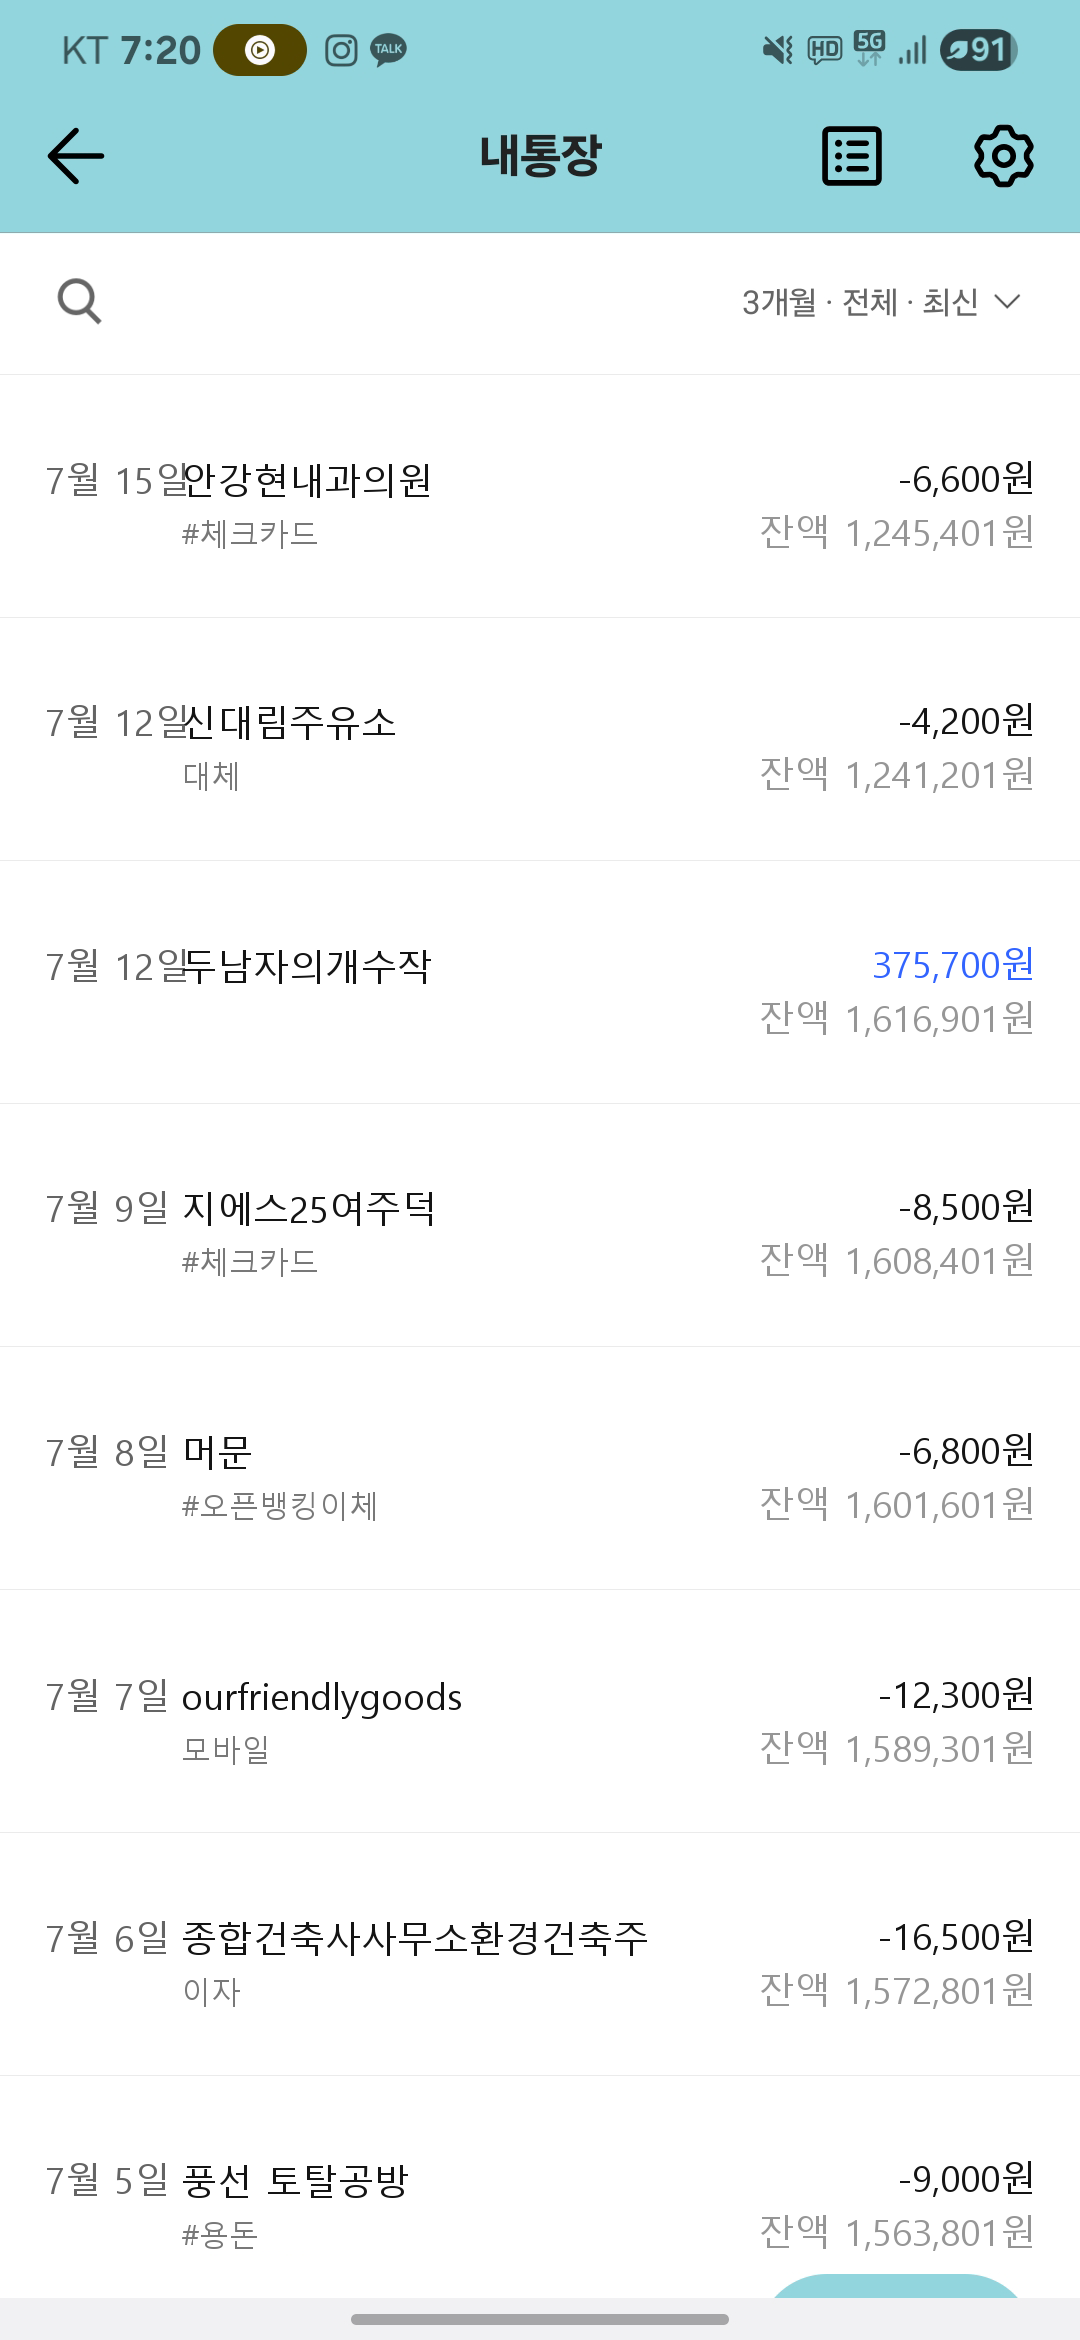 KT 7:20 TALK HD 5G 91
내통장
3개월 · 전체 · 최신
7월 15일 안강현내과의원 -6,600원
#체크카드 잔액 1,245,401원
7월 12일 신대림주유소 -4,200원
대체 잔액 1,241,201원
7월 12일 두남자의개수작 375,700원
잔액 1,616,901원
7월 9일 지에스25여주덕 -8,500원
#체크카드 잔액 1,608,401원
7월 8일 머문 -6,800원
#오픈뱅킹이체 잔액 1,601,601원
7월 7일 ourfriendlygoods -12,300원
모바일 잔액 1,589,301원
7월 6일 종합건축사사무소환경건축주 -16,500원
이자 잔액 1,572,801원
7월 5일 풍선 토탈공방 -9,000원
#용돈 잔액 1,563,801원